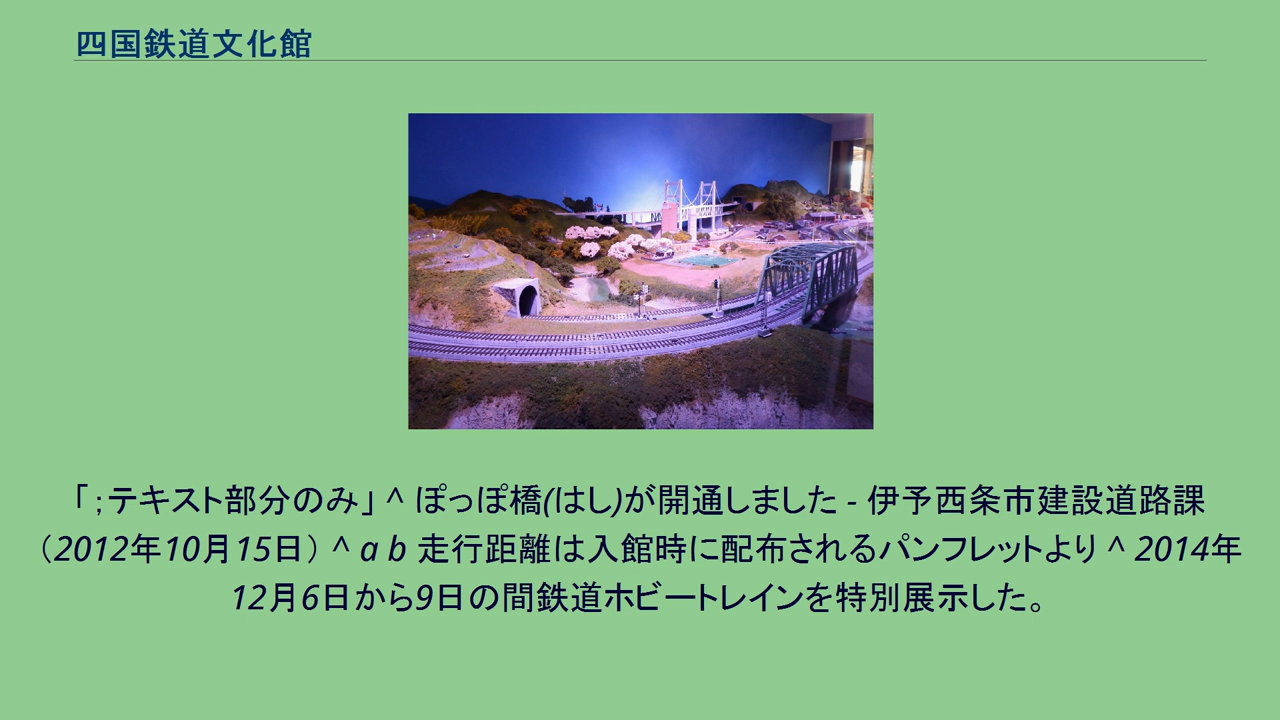 四国鉄道文化館
「;テキスト部分のみ」^ ぽっぽ橋(はし)が開通しました - 伊予西条市建設道路課
（2012年10月15日）^ a b 走行距離は入館時に配布されるパンフレットより ^ 2014年
12月6日から9日の間鉄道ホビートレインを特別展示した。